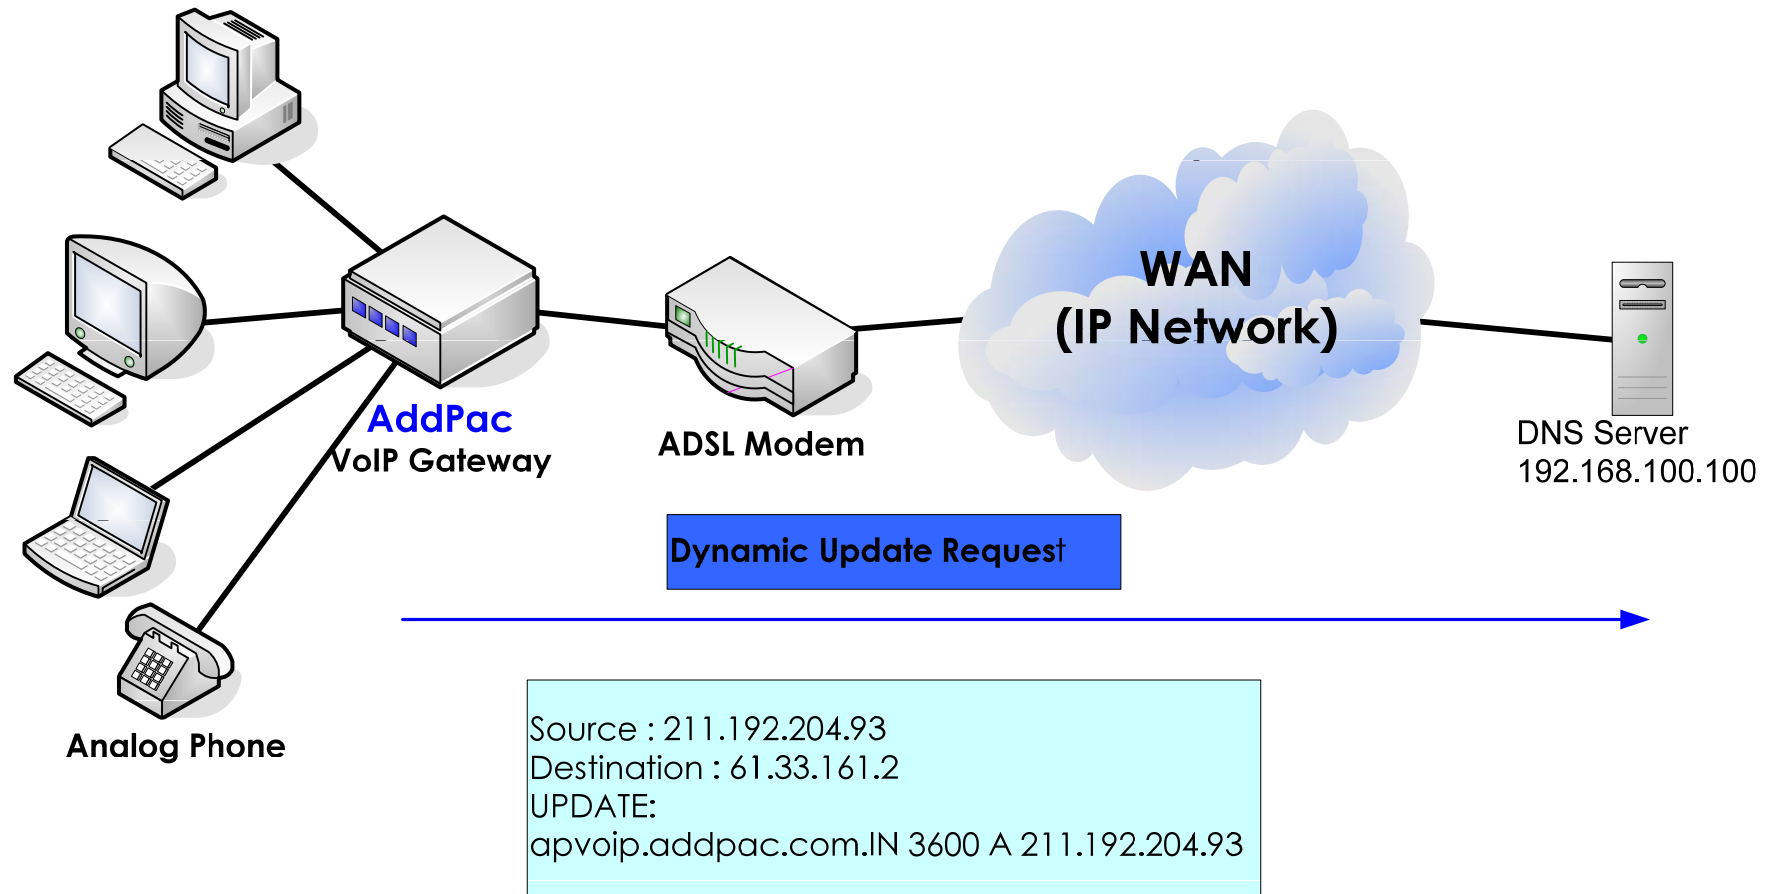 WAN
(IP Network)
AddPac
VoIP Gateway
ADSL Modem
DNS Server
192.168.100.100
Dynamic Update Request
Analog Phone
Source : 211.192.204.93
Destination : 61.33.161.2
UPDATE:
apvoip.addpac.com.IN 3600 A 211.192.204.93